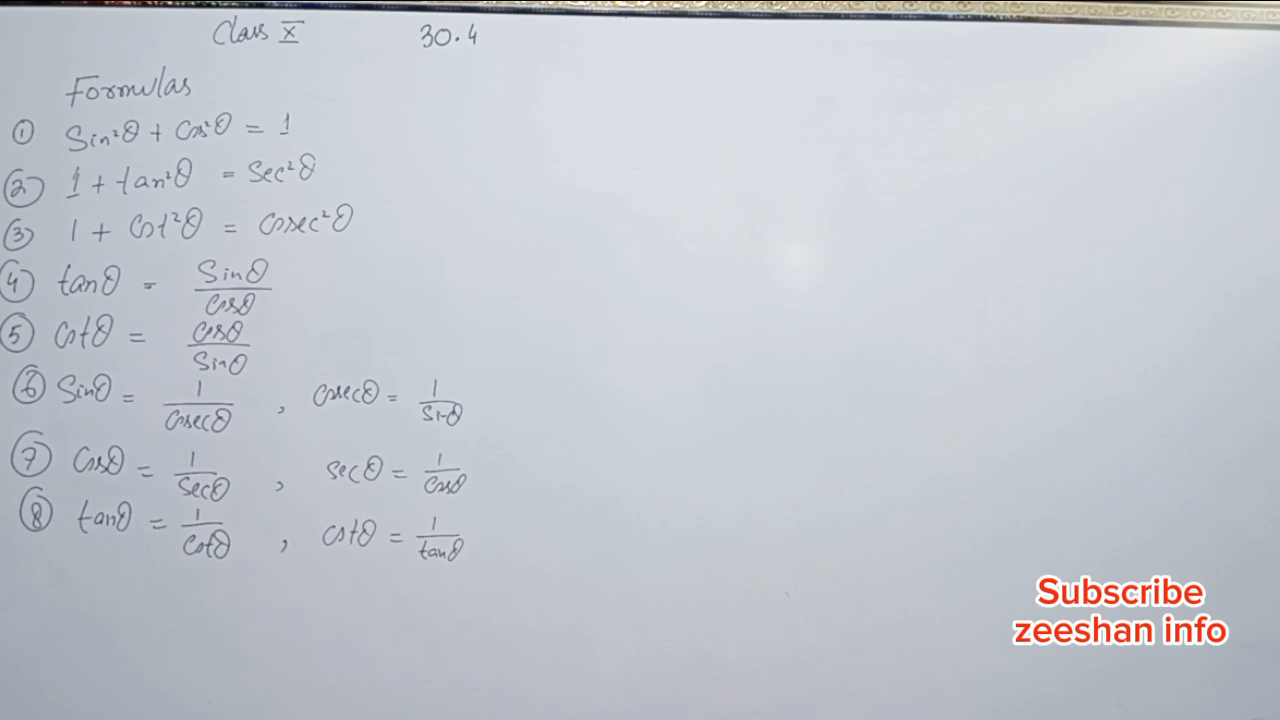 Class X 30.4
Formulas
① Sin²θ + Cos²θ = 1
② 1 + tan²θ = Sec²θ
③ 1 + Cot²θ = Cosec²θ
④ tanθ = Sinθ/Cosθ
⑤ Cotθ = Cosθ/Sinθ
⑥ Sinθ = 1/Cosecθ , Cosecθ = 1/Sinθ
⑦ Cosθ = 1/Secθ , secθ = 1/Cosθ
⑧ tanθ = 1/Cotθ , cotθ = 1/tanθ
Subscribe
zeeshan info